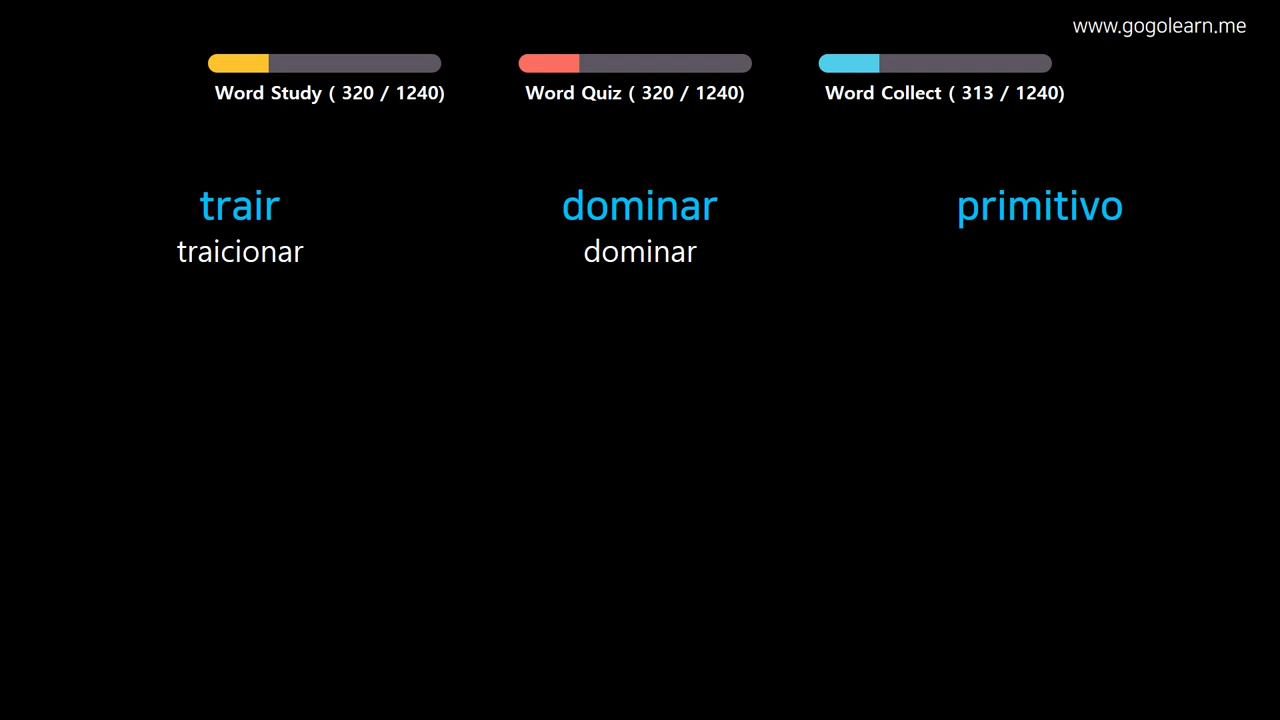 www.gogolearn.me
Word Study ( 320 / 1240)
Word Quiz ( 320 / 1240)
Word Collect ( 313 / 1240)
trair
dominar
primitivo
traicionar
dominar